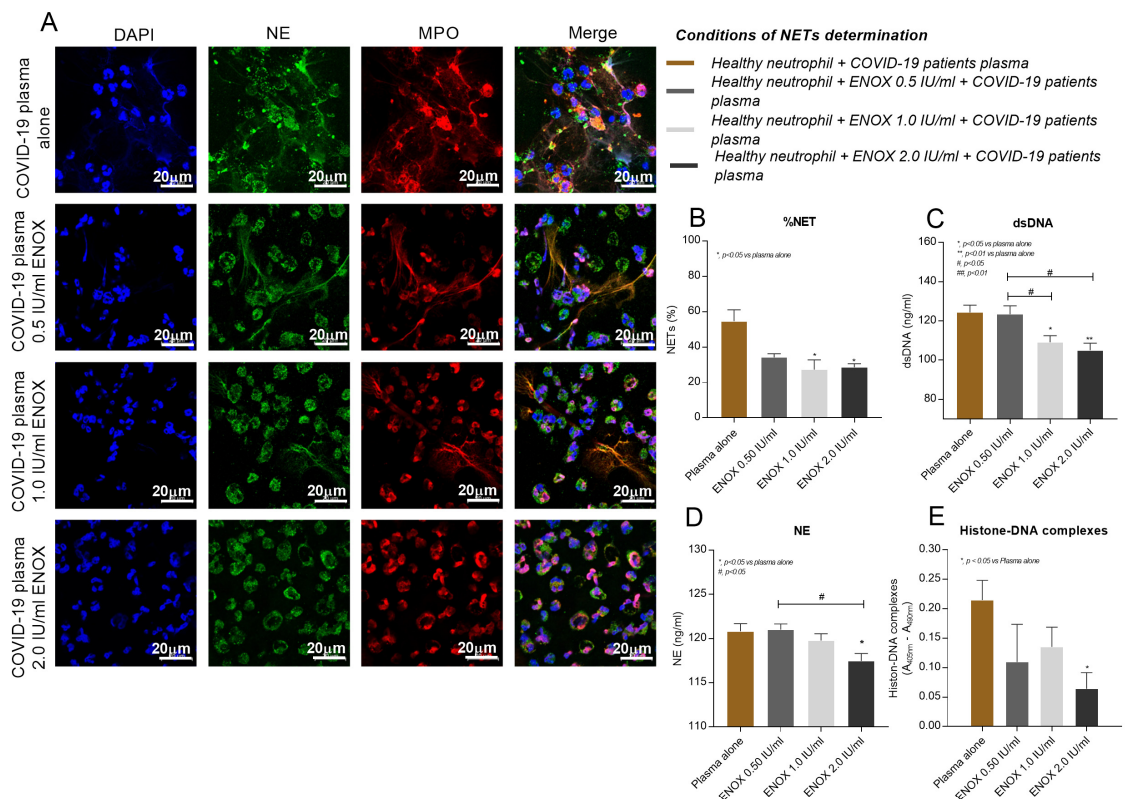 A
DAPI
NE
MPO
Merge
COVID-19 plasma
alone
20μm
20μm
20μm
20μm
COVID-19 plasma
0.5 IU/ml ENOX
20μm
20μm
20μm
20μm
COVID-19 plasma
1.0 IU/ml ENOX
20μm
20μm
20μm
20μm
COVID-19 plasma
2.0 IU/ml ENOX
20μm
20μm
20μm
20μm
Conditions of NETs determination
Healthy neutrophil + COVID-19 patients plasma
Healthy neutrophil + ENOX 0.5 IU/ml + COVID-19 patients
plasma
Healthy neutrophil + ENOX 1.0 IU/ml + COVID-19 patients
plasma
Healthy neutrophil + ENOX 2.0 IU/ml + COVID-19 patients
plasma
B
%NET
*, p<0.05 vs plasma alone
NETs (%)
100
80
60
40
20
0
*
*
Plasma alone
ENOX 0.50 IU/ml
ENOX 1.0 IU/ml
ENOX 2.0 IU/ml
C
dsDNA
*, p<0.05 vs plasma alone
**, p<0.01 vs plasma alone
#, p<0.05
##, p<0.01
dsDNA (ng/ml)
160
140
120
100
80
#
#
*
**
Plasma alone
ENOX 0.50 IU/ml
ENOX 1.0 IU/ml
ENOX 2.0 IU/ml
D
NE
*, p<0.05 vs plasma alone
#, p<0.05
NE (ng/ml)
130
125
120
115
110
#
*
Plasma alone
ENOX 0.50 IU/ml
ENOX 1.0 IU/ml
ENOX 2.0 IU/ml
E
Histone-DNA complexes
*, p < 0.05 vs Plasma alone
Histon-DNA complexes
(A405nm - A490nm)
0.30
0.25
0.20
0.15
0.10
0.05
0.00
*
Plasma alone
ENOX 0.50 IU/ml
ENOX 1.0 IU/ml
ENOX 2.0 IU/ml